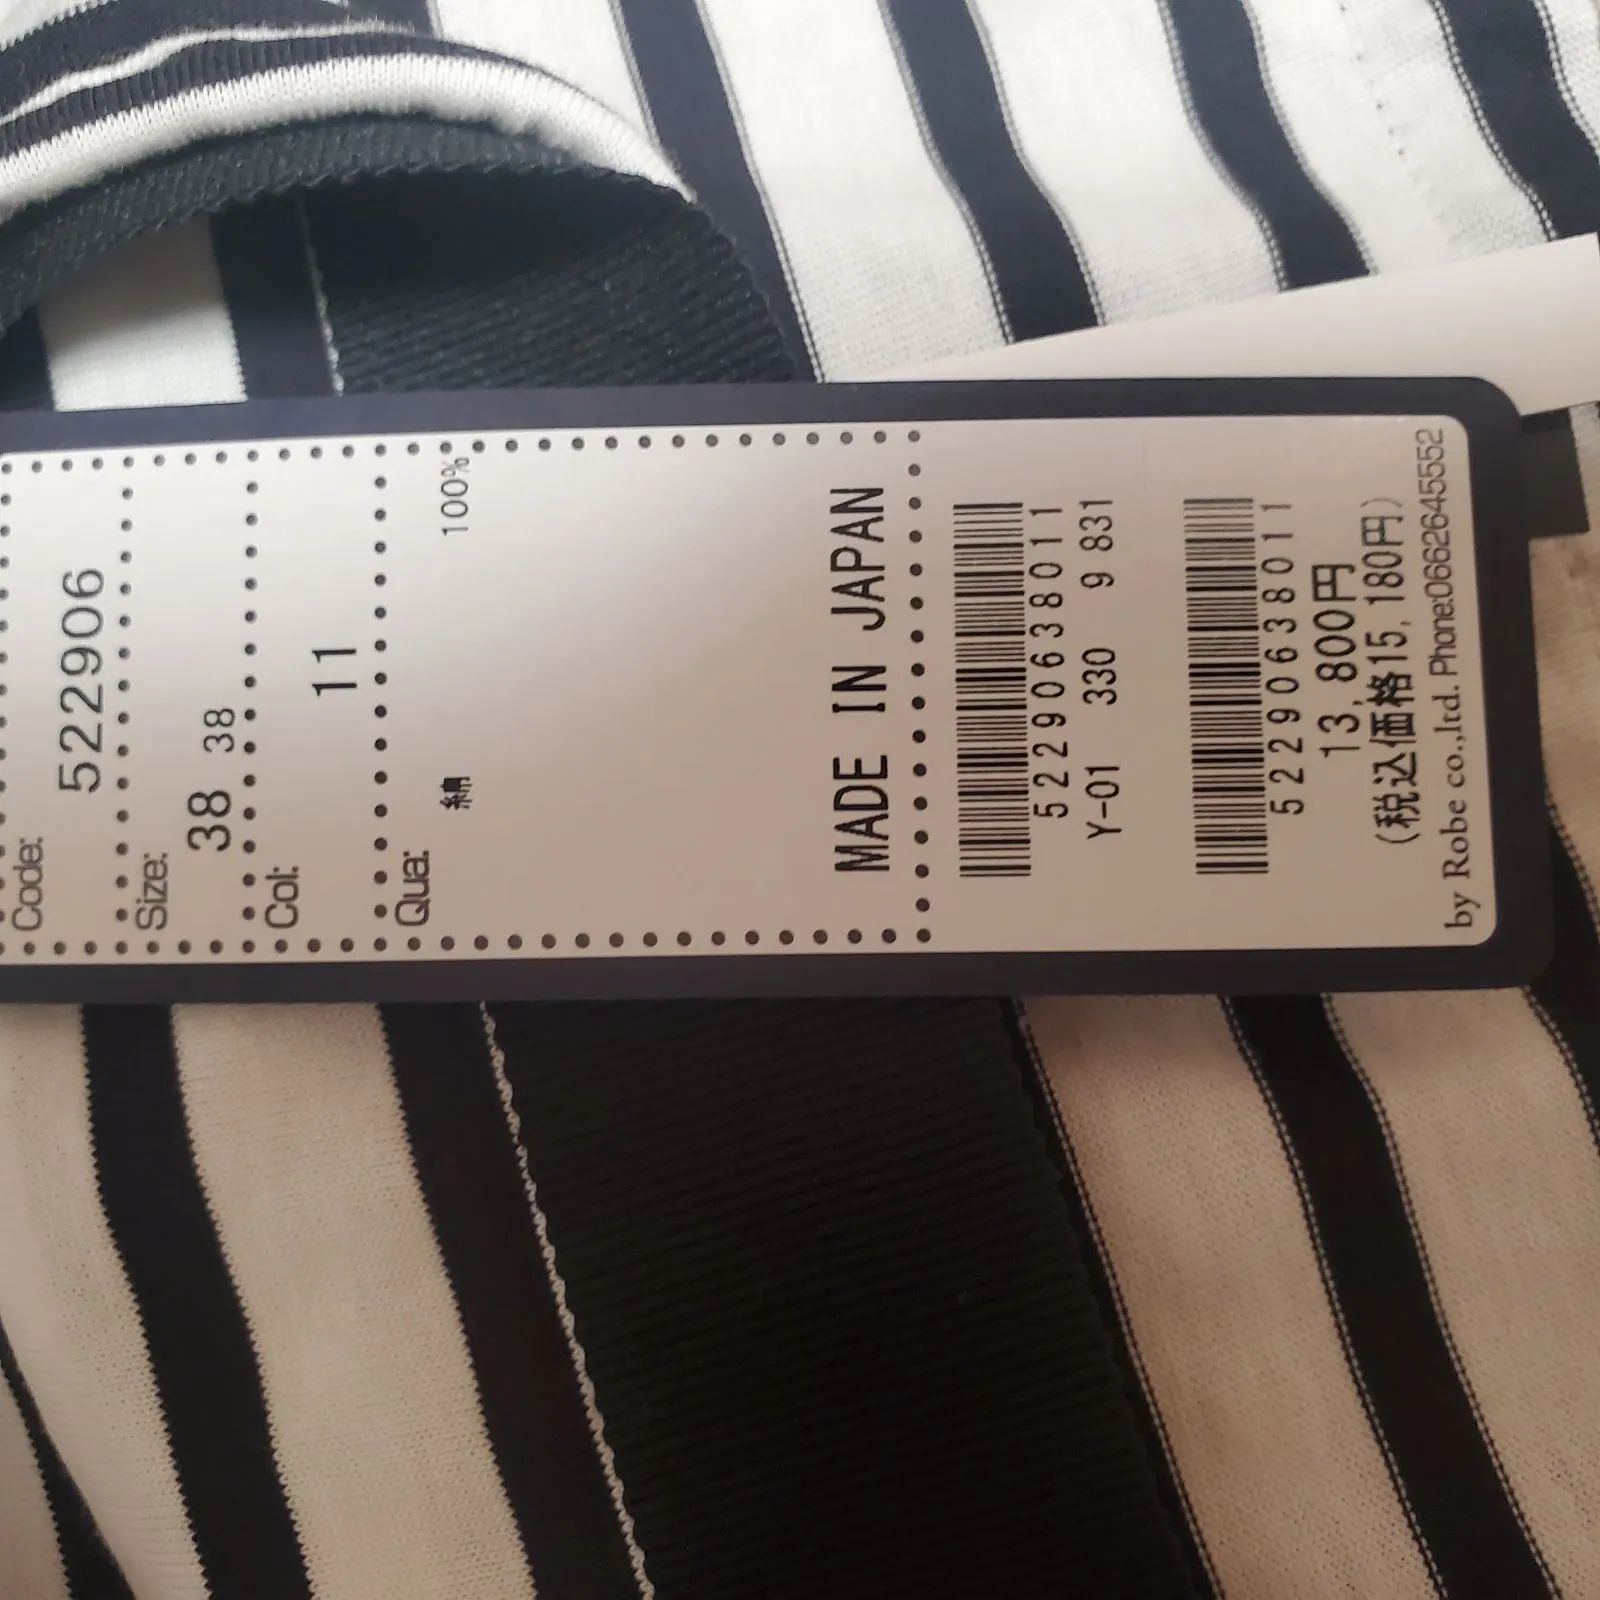 Code:
522906
Size:
38 38
Col:
11
Qua:
綿 100%
MADE IN JAPAN
52290638011
Y-01 330 9 831
52290638011
13,800円
(税込価格15,180円)
by Robe co.,ltd. Phone:0662645552